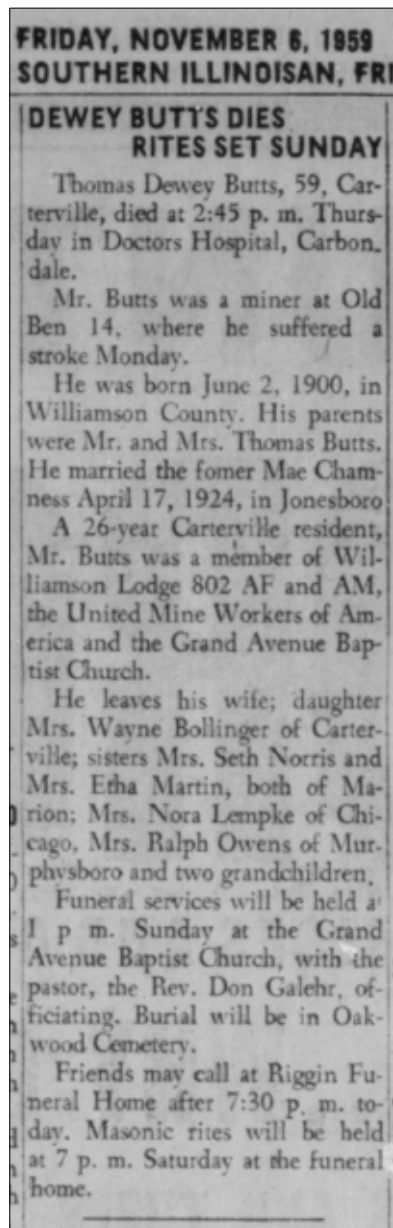 FRIDAY, NOVEMBER 6, 1959
SOUTHERN ILLINOISAN, FRI
DEWEY BUTTS DIES
RITES SET SUNDAY
Thomas Dewey Butts, 59, Car-
terville, died at 2:45 p. m. Thurs-
day in Doctors Hospital, Carbon-
dale.
Mr. Butts was a miner at Old
Ben 14, where he suffered a
stroke Monday.
He was born June 2, 1900, in
Williamson County. His parents
were Mr. and Mrs. Thomas Butts.
He married the fomer Mae Cham-
ness April 17, 1924, in Jonesboro
A 26-year Carterville resident,
Mr. Butts was a member of Wil-
liamson Lodge 802 AF and AM,
the United Mine Workers of Am-
erica and the Grand Avenue Bap-
tist Church.
He leaves his wife; daughter
Mrs. Wayne Bollinger of Carter-
ville; sisters Mrs. Seth Norris and
Mrs. Etha Martin, both of Ma-
rion; Mrs. Nora Lempke of Chi-
cago, Mrs. Ralph Owens of Mur-
physboro and two grandchildren.
Funeral services will be held a
1 p m. Sunday at the Grand
Avenue Baptist Church, with the
pastor, the Rev. Don Galehr, of-
ficiating. Burial will be in Oak-
wood Cemetery.
Friends may call at Riggin Fu-
neral Home after 7:30 p. m. to-
day. Masonic rites will be held
at 7 p. m. Saturday at the funeral
home.